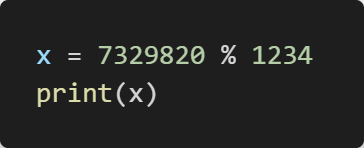 x = 7329820 % 1234
print(x)